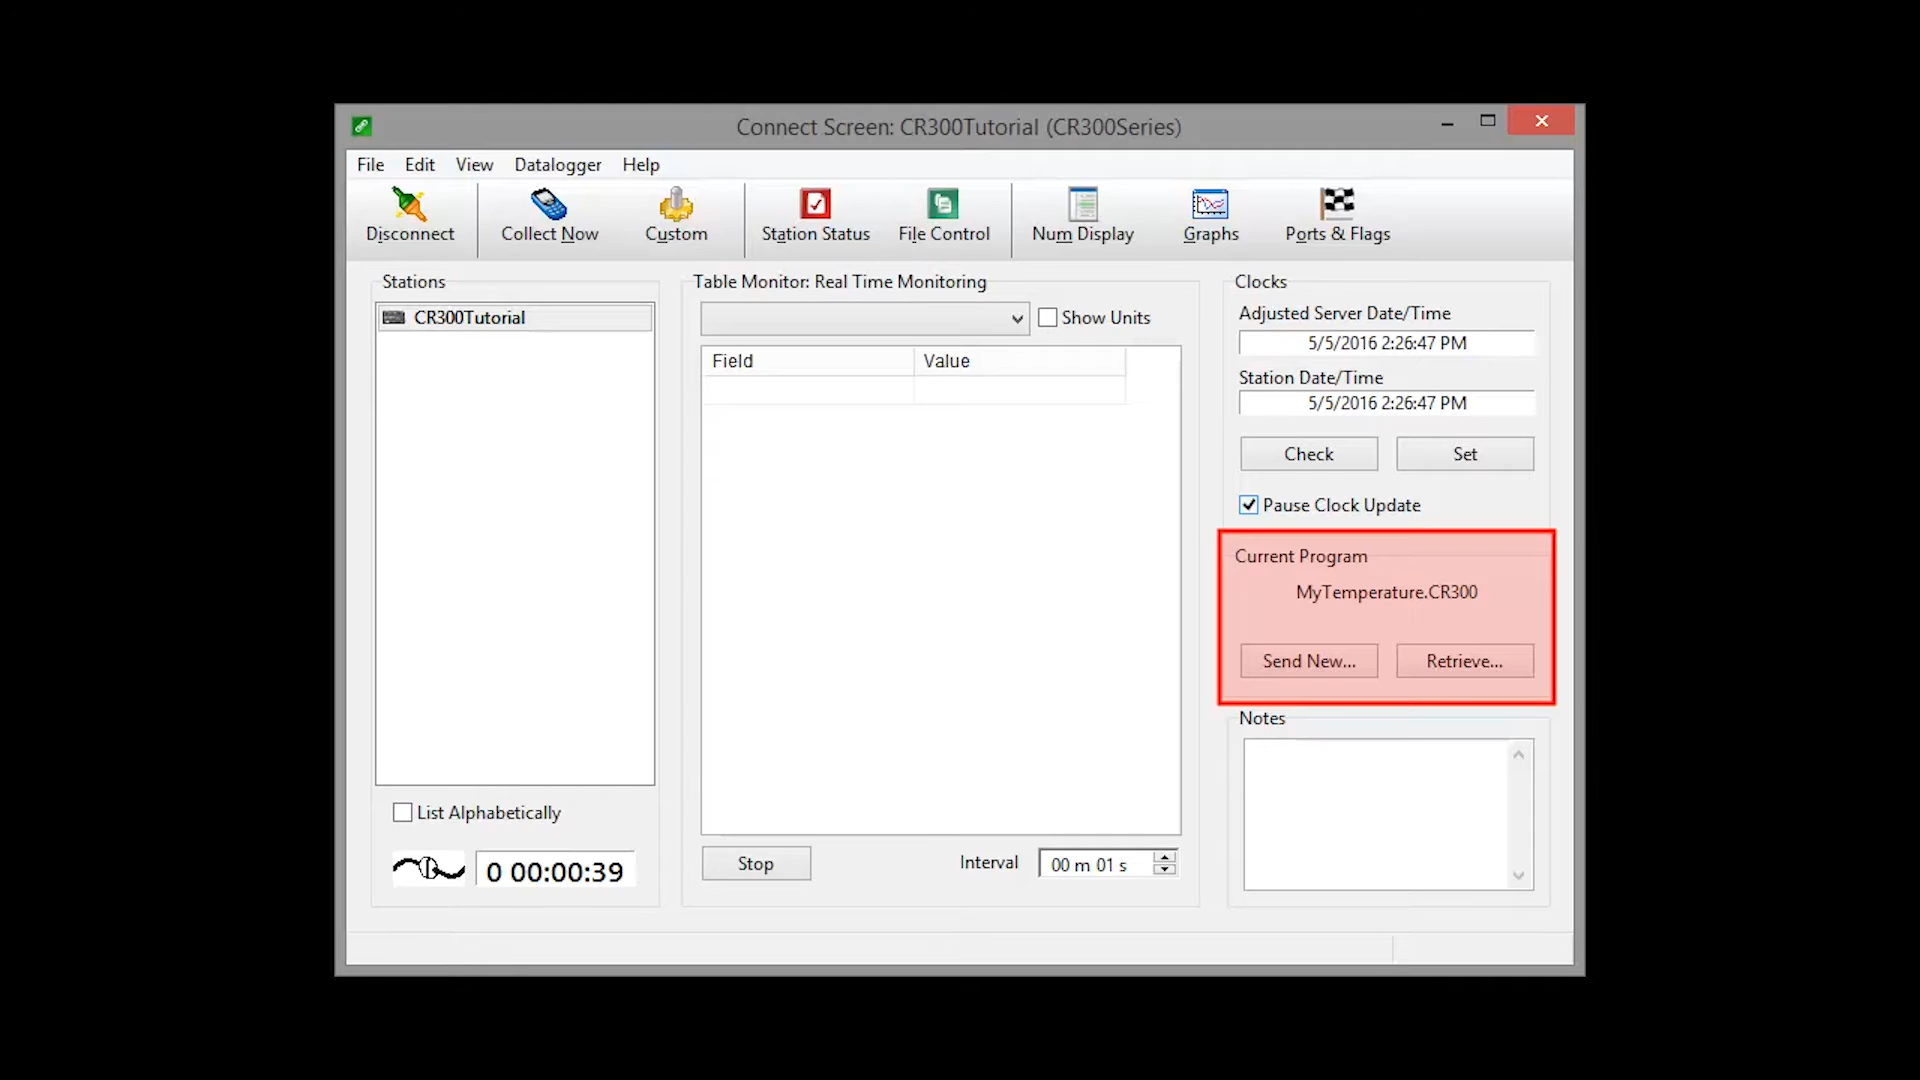 Connect Screen: CR300Tutorial (CR300Series)
File Edit View Datalogger Help
Disconnect Collect Now Custom Station Status File Control Num Display Graphs Ports & Flags
Stations
CR300Tutorial
List Alphabetically
0 00:00:39
Table Monitor: Real Time Monitoring
Show Units
Field Value
Stop Interval 00 m 01 s
Clocks
Adjusted Server Date/Time
5/5/2016 2:26:47 PM
Station Date/Time
5/5/2016 2:26:47 PM
Check Set
Pause Clock Update
Current Program
MyTemperature.CR300
Send New... Retrieve...
Notes